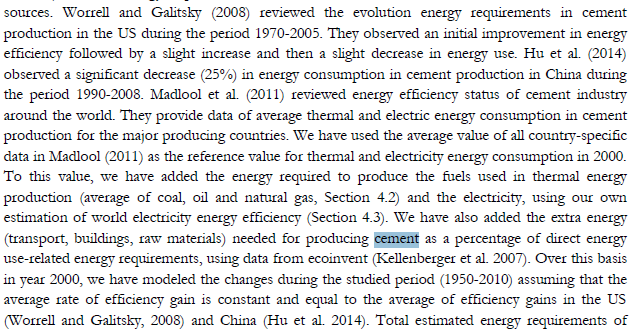 sources. Worrell and Galitsky (2008) reviewed the evolution energy requirements in cement
production in the US during the period 1970-2005. They observed an initial improvement in energy
efficiency followed by a slight increase and then a slight decrease in energy use. Hu et al. (2014)
observed a significant decrease (25%) in energy consumption in cement production in China during
the period 1990-2008. Madlool et al. (2011) reviewed energy efficiency status of cement industry
around the world. They provide data of average thermal and electric energy consumption in cement
production for the major producing countries. We have used the average value of all country-specific
data in Madlool (2011) as the reference value for thermal and electricity energy consumption in 2000.
To this value, we have added the energy required to produce the fuels used in thermal energy
production (average of coal, oil and natural gas, Section 4.2) and the electricity, using our own
estimation of world electricity energy efficiency (Section 4.3). We have also added the extra energy
(transport, buildings, raw materials) needed for producing cement as a percentage of direct energy
use-related energy requirements, using data from ecoinvent (Kellenberger et al. 2007). Over this basis
in year 2000, we have modeled the changes during the studied period (1950-2010) assuming that the
average rate of efficiency gain is constant and equal to the average of efficiency gains in the US
(Worrell and Galitsky, 2008) and China (Hu et al. 2014). Total estimated energy requirements of